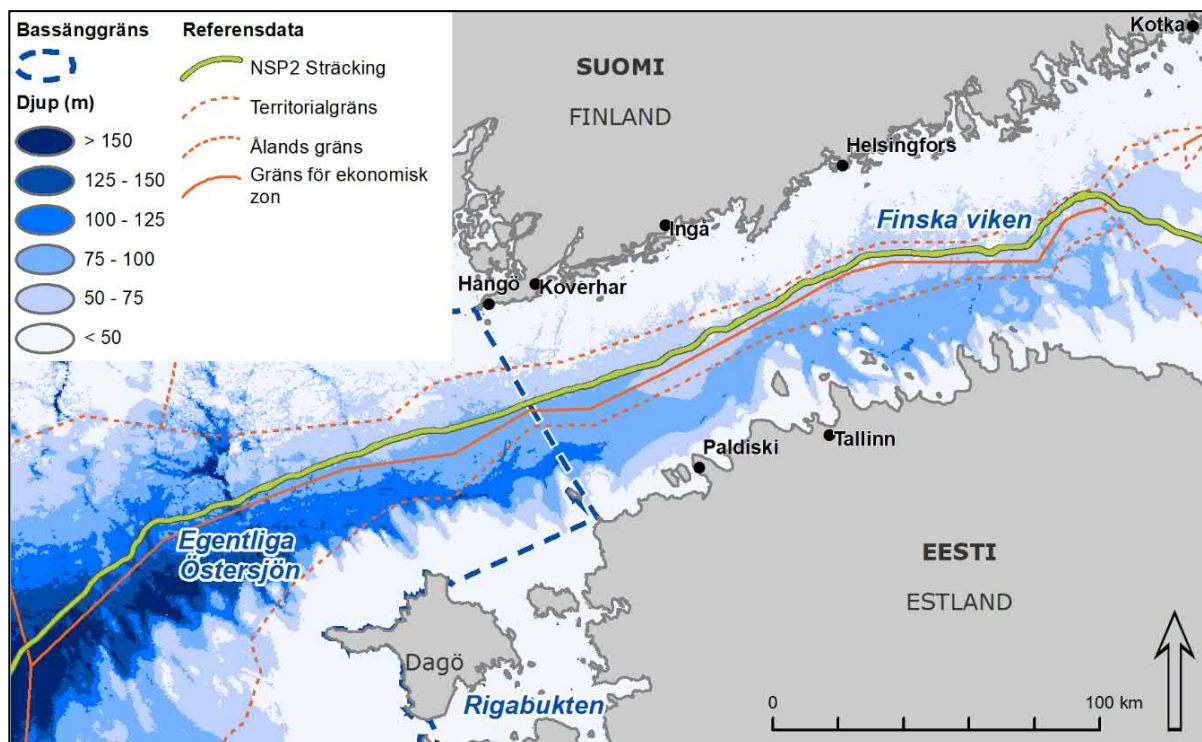 Bassänggräns
Djup (m)
> 150
125 - 150
100 - 125
75 - 100
50 - 75
< 50
Referensdata
NSP2 Sträcking
Territorialgräns
Ålands gräns
Gräns för ekonomisk
zon
SUOMI
FINLAND
Kotka
Helsingfors
Finska viken
Ingå
Hangö
Koverhar
Paldiski
Tallinn
Egentliga
Östersjön
EESTI
ESTLAND
Dagö
Rigabukten
0
100 km